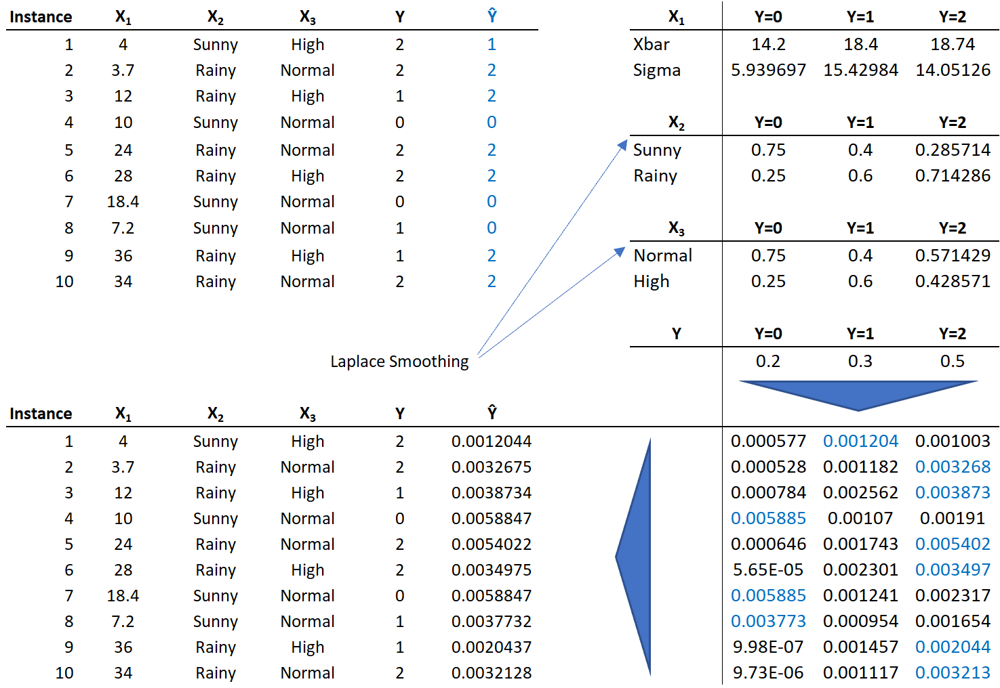 Instance X1 X2 X3 Y Ŷ
1 4 Sunny High 2 1
2 3.7 Rainy Normal 2 2
3 12 Rainy High 1 2
4 10 Sunny Normal 0 0
5 24 Rainy Normal 2 2
6 28 Rainy High 2 2
7 18.4 Sunny Normal 0 0
8 7.2 Sunny Normal 1 0
9 36 Rainy High 1 2
10 34 Rainy Normal 2 2
X1 Y=0 Y=1 Y=2
Xbar 14.2 18.4 18.74
Sigma 5.939697 15.42984 14.05126
X2 Y=0 Y=1 Y=2
Sunny 0.75 0.4 0.285714
Rainy 0.25 0.6 0.714286
X3 Y=0 Y=1 Y=2
Normal 0.75 0.4 0.571429
High 0.25 0.6 0.428571
Y Y=0 Y=1 Y=2
0.2 0.3 0.5
Laplace Smoothing
Instance X1 X2 X3 Y Ŷ
1 4 Sunny High 2 0.0012044
2 3.7 Rainy Normal 2 0.0032675
3 12 Rainy High 1 0.0038734
4 10 Sunny Normal 0 0.0058847
5 24 Rainy Normal 2 0.0054022
6 28 Rainy High 2 0.0034975
7 18.4 Sunny Normal 0 0.0058847
8 7.2 Sunny Normal 1 0.0037732
9 36 Rainy High 1 0.0020437
10 34 Rainy Normal 2 0.0032128
0.000577 0.001204 0.001003
0.000528 0.001182 0.003268
0.000784 0.002562 0.003873
0.005885 0.00107 0.00191
0.000646 0.001743 0.005402
5.65E-05 0.002301 0.003497
0.005885 0.001241 0.002317
0.003773 0.000954 0.001654
9.98E-07 0.001457 0.002044
9.73E-06 0.001117 0.003213